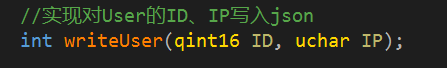 //实现对User的ID、IP写入json
int writeUser(qint16 ID, uchar IP);